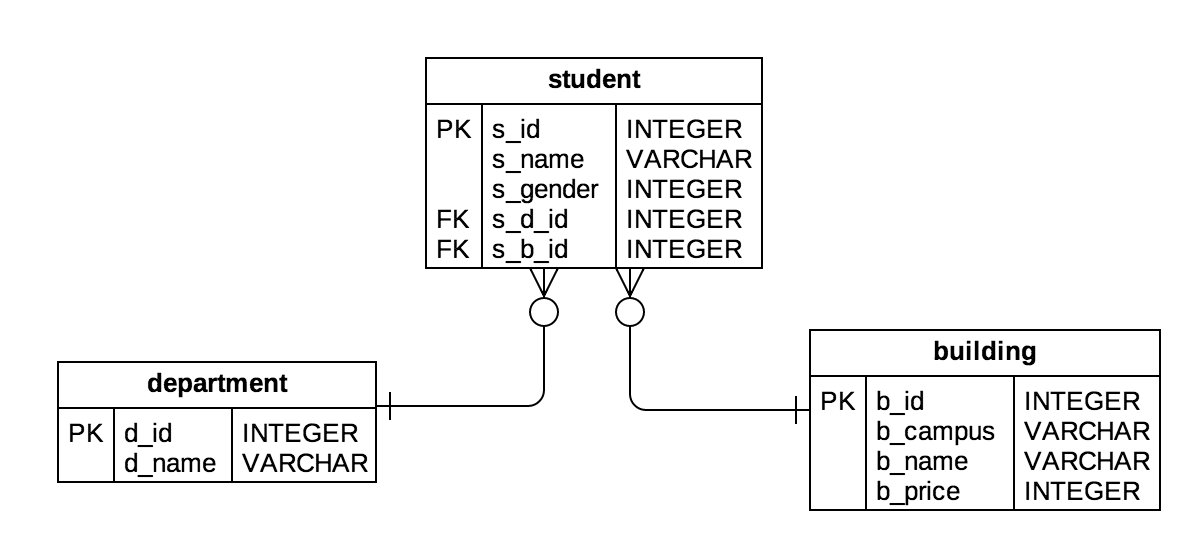 student
PK s_id INTEGER
s_name VARCHAR
s_gender INTEGER
FK s_d_id INTEGER
FK s_b_id INTEGER
department
PK d_id INTEGER
d_name VARCHAR
building
PK b_id INTEGER
b_campus VARCHAR
b_name VARCHAR
b_price INTEGER